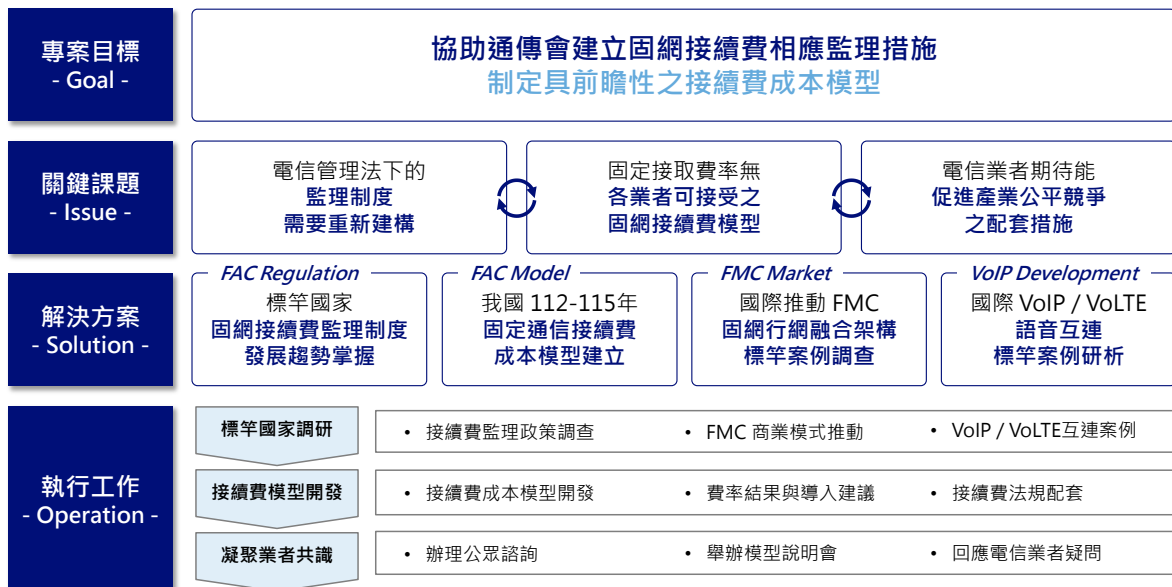 專案目標
- Goal -
協助通傳會建立固網接續費相應監理措施
制定具前瞻性之接續費成本模型
關鍵課題
- Issue -
電信管理法下的
監理制度
需要重新建構
固定接取費率無
各業者可接受之
固網接續費模型
電信業者期待能
促進產業公平競爭
之配套措施
解決方案
- Solution -
FAC Regulation
標竿國家
固網接續費監理制度
發展趨勢掌握
FAC Model
我國 112-115年
固定通信接續費
成本模型建立
FMC Market
國際推動 FMC
固網行網融合架構
標竿案例調查
VoIP Development
國際 VoIP / VoLTE
語音互連
標竿案例研析
執行工作
- Operation -
標竿國家調研
• 接續費監理政策調查
• FMC 商業模式推動
• VoIP / VoLTE互連案例
接續費模型開發
• 接續費成本模型開發
• 費率結果與導入建議
• 接續費法規配套
凝聚業者共識
• 辦理公眾諮詢
• 舉辦模型說明會
• 回應電信業者疑問